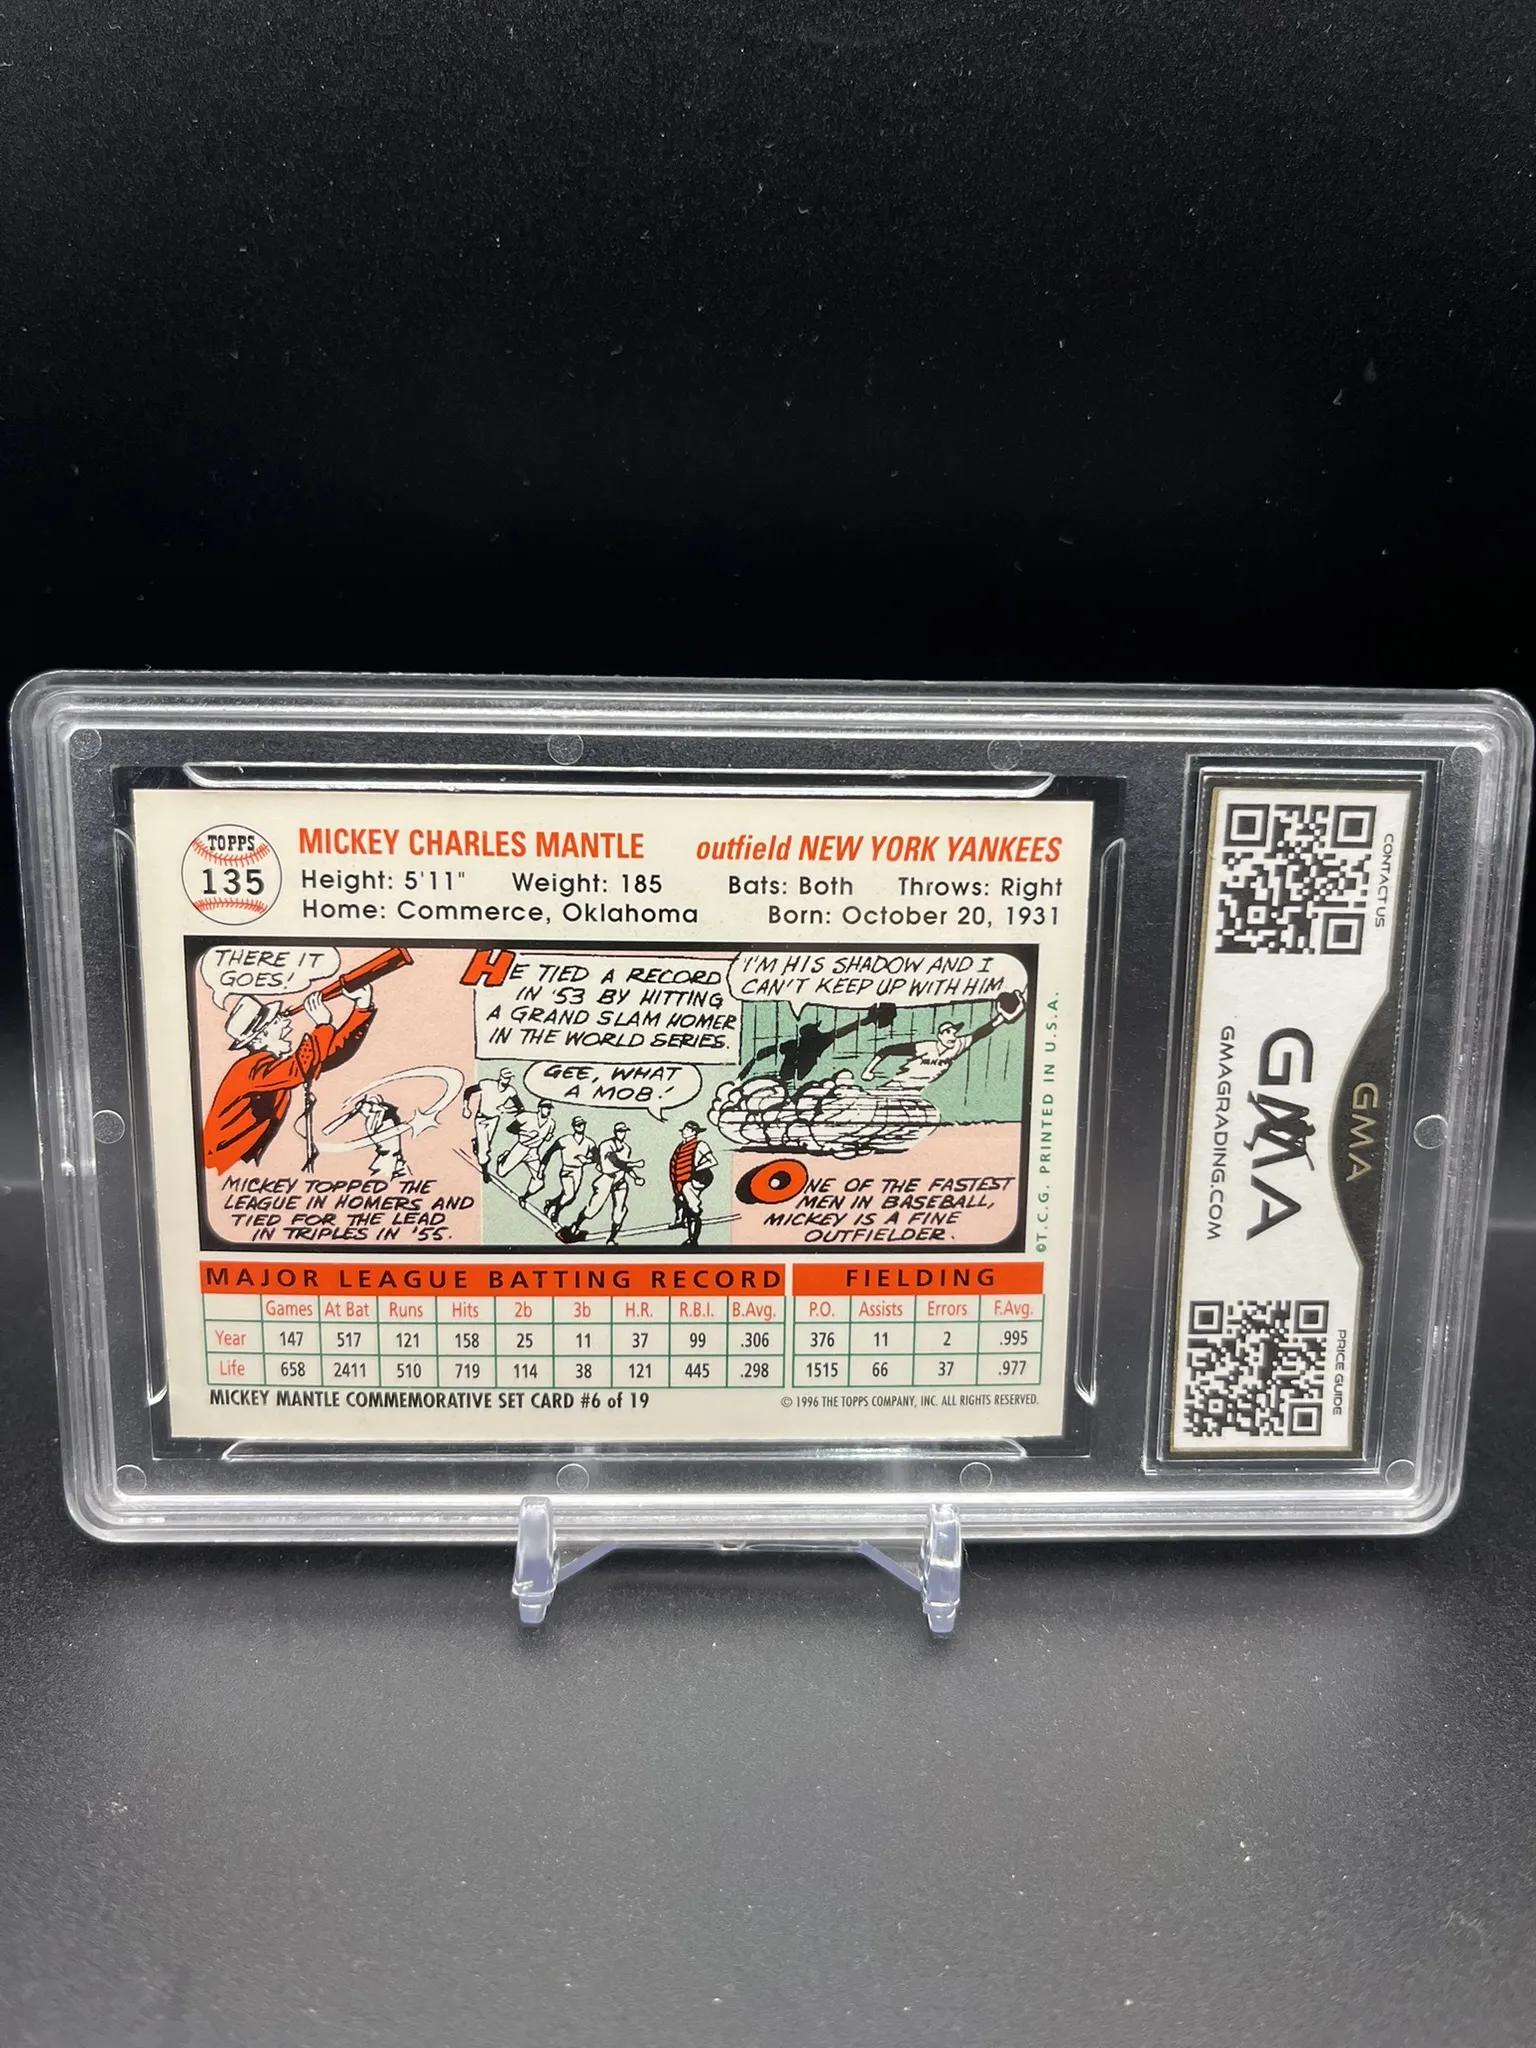 TOPPS
135
MICKEY CHARLES MANTLE outfield NEW YORK YANKEES
Height: 5'11" Weight: 185 Bats: Both Throws: Right
Home: Commerce, Oklahoma Born: October 20, 1931
THERE IT
GOES!
MICKEY TOPPED THE
LEAGUE IN HOMERS AND
TIED FOR THE LEAD
IN TRIPLES IN '55.
HE TIED A RECORD
IN '53 BY HITTING
A GRAND SLAM HOMER
IN THE WORLD SERIES.
GEE, WHAT
A MOB!
I'M HIS SHADOW AND I
CAN'T KEEP UP WITH HIM
YANKEES
ONE OF THE FASTEST
MEN IN BASEBALL,
MICKEY IS A FINE
OUTFIELDER.
©T.C.G. PRINTED IN U.S.A.
MAJOR LEAGUE BATTING RECORD FIELDING
Games At Bat Runs Hits 2b 3b H.R. R.B.I. B.Avg. P.O. Assists Errors F.Avg.
Year 147 517 121 158 25 11 37 99 .306 376 11 2 .995
Life 658 2411 510 719 114 38 121 445 .298 1515 66 37 .977
MICKEY MANTLE COMMEMORATIVE SET CARD #6 of 19 © 1996 THE TOPPS COMPANY, INC. ALL RIGHTS RESERVED.
CONTACT US
GMA
GMA
GMAGRADING.COM
PRICE GUIDE